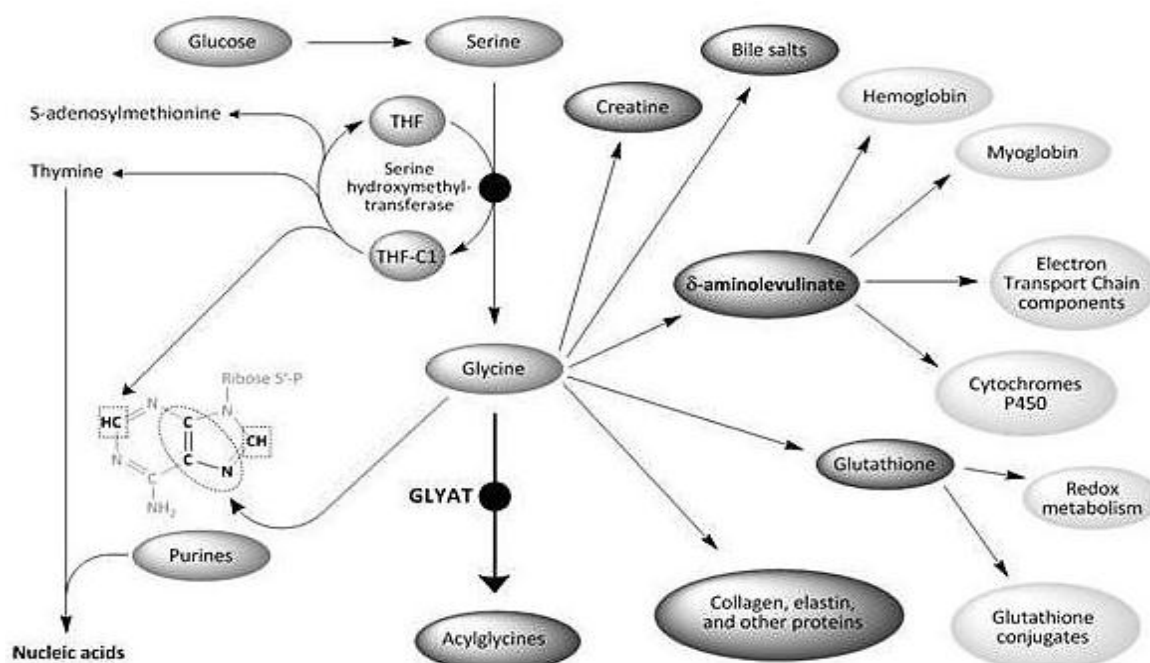 Glucose
Serine
Bile salts
Creatine
Hemoglobin
S-adenosylmethionine
THF
Myoglobin
Thymine
Serine
hydroxymethyl-
transferase
THF-C1
δ-aminolevulinate
Electron
Transport Chain
components
Glycine
Ribose 5'-P
Cytochromes
P450
N
N
HC
C
CH
C
N
N
NH₂
Glutathione
GLYAT
Redox
metabolism
Purines
Collagen, elastin,
and other proteins
Glutathione
conjugates
Acylglycines
Nucleic acids